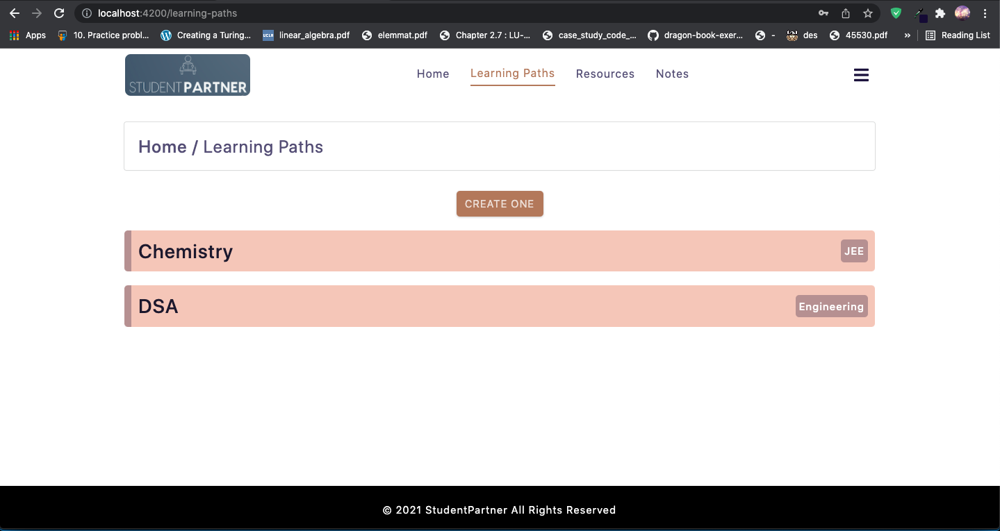 localhost:4200/learning-paths
Apps 10. Practice probl... Creating a Turing... UCLA linear_algebra.pdf elemmat.pdf Chapter 2.7 : LU-... case_study_code_... dragon-book-exer... - des 45530.pdf » Reading List
STUDENTPARTNER
Home Learning Paths Resources Notes
Home / Learning Paths
CREATE ONE
Chemistry JEE
DSA Engineering
© 2021 StudentPartner All Rights Reserved